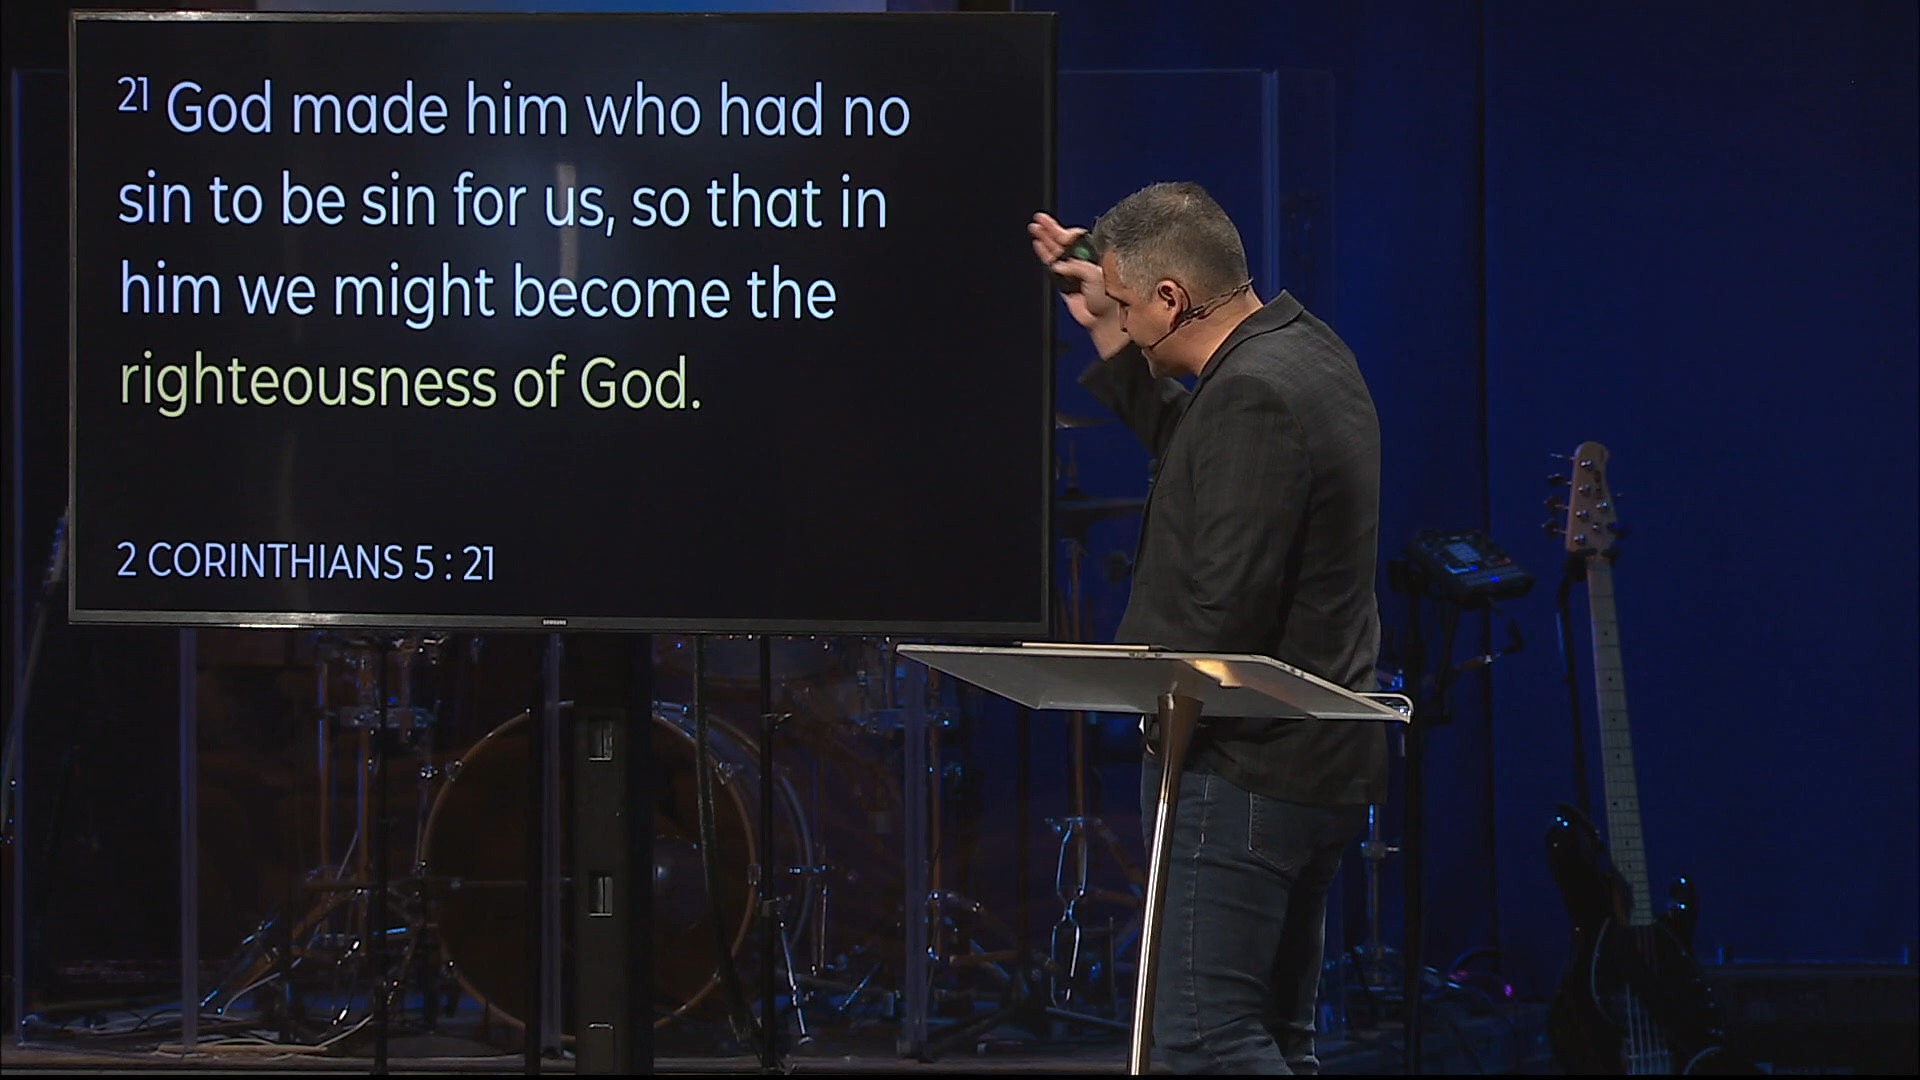 21 God made him who had no
sin to be sin for us, so that in
him we might become the
righteousness of God.
2 CORINTHIANS 5 : 21
SAMSUNG